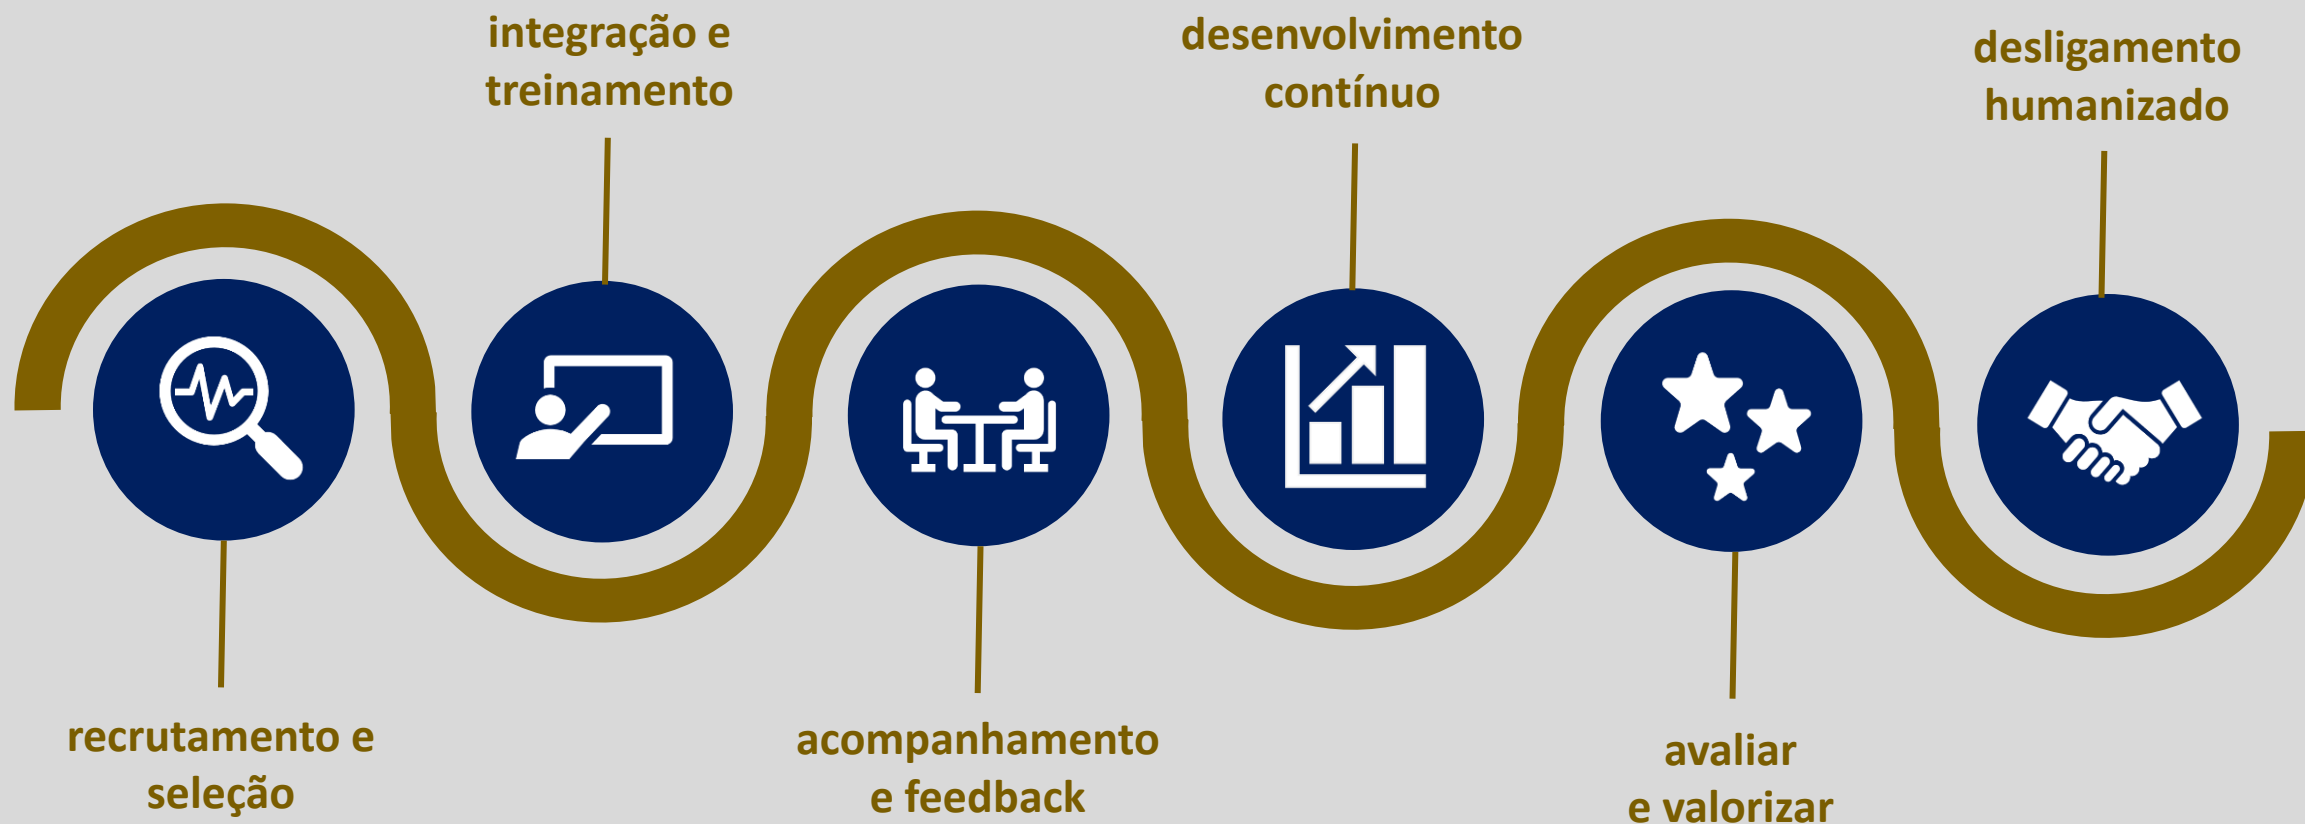 integração e
treinamento
desenvolvimento
contínuo
desligamento
humanizado
recrutamento e
seleção
acompanhamento
e feedback
avaliar
e valorizar